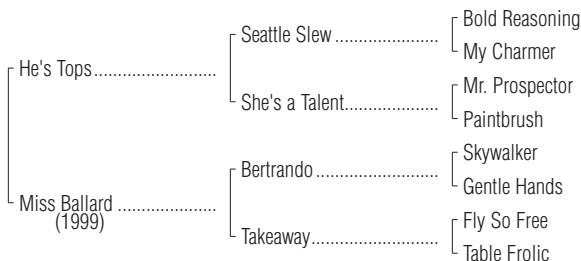 Bold Reasoning
Seattle Slew ........................
My Charmer
He's Tops............................
Mr. Prospector
She's a Talent......................
Paintbrush
Skywalker
Bertrando ............................
Gentle Hands
Miss Ballard ......................
(1999)
Fly So Free
Takeaway.............................
Table Frolic